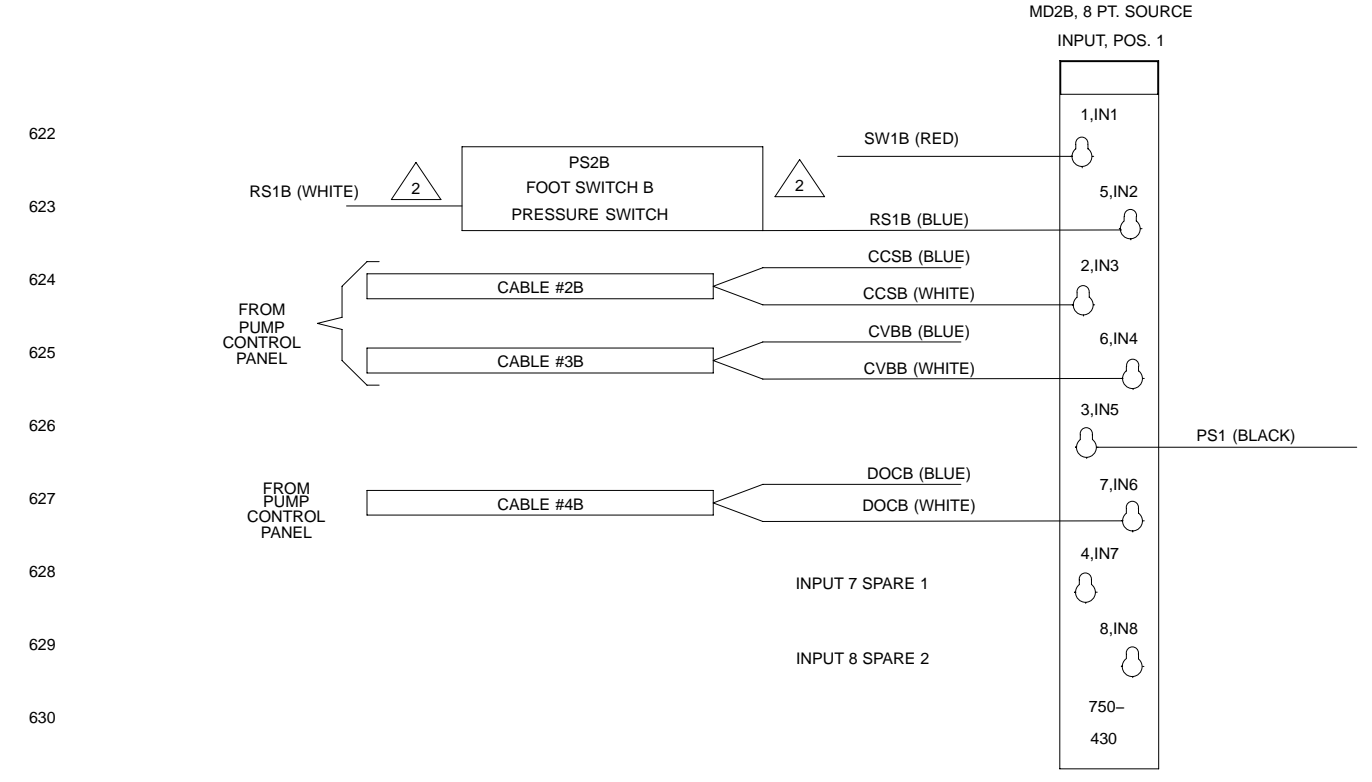 MD2B, 8 PT. SOURCE
INPUT, POS. 1
1,IN1
622
SW1B (RED)
PS2B
FOOT SWITCH B
PRESSURE SWITCH
2
2
RS1B (WHITE)
5,IN2
623
RS1B (BLUE)
CCSB (BLUE)
2,IN3
624
CABLE #2B
CCSB (WHITE)
FROM
PUMP
CONTROL
PANEL
CVBB (BLUE)
6,IN4
625
CABLE #3B
CVBB (WHITE)
3,IN5
626
PS1 (BLACK)
DOCB (BLUE)
7,IN6
627
FROM
PUMP
CONTROL
PANEL
CABLE #4B
DOCB (WHITE)
4,IN7
628
INPUT 7 SPARE 1
8,IN8
629
INPUT 8 SPARE 2
750–
430
630